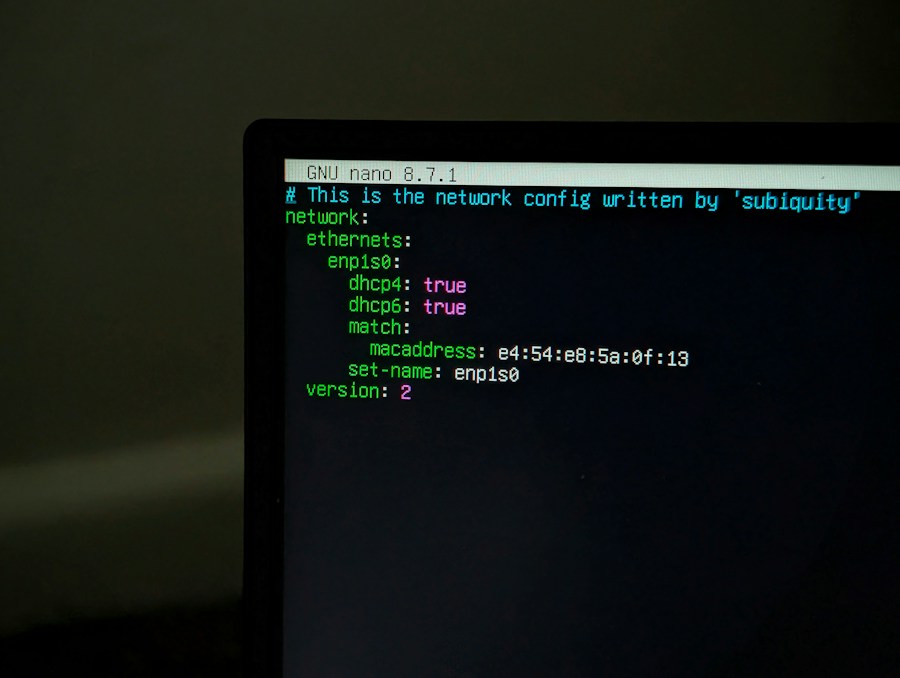 GNU nano 8.7.1
# This is the network config written by 'subiquity'
network:
  ethernets:
    enp1s0:
      dhcp4: true
      dhcp6: true
      match:
        macaddress: e4:54:e8:5a:0f:13
      set-name: enp1s0
  version: 2